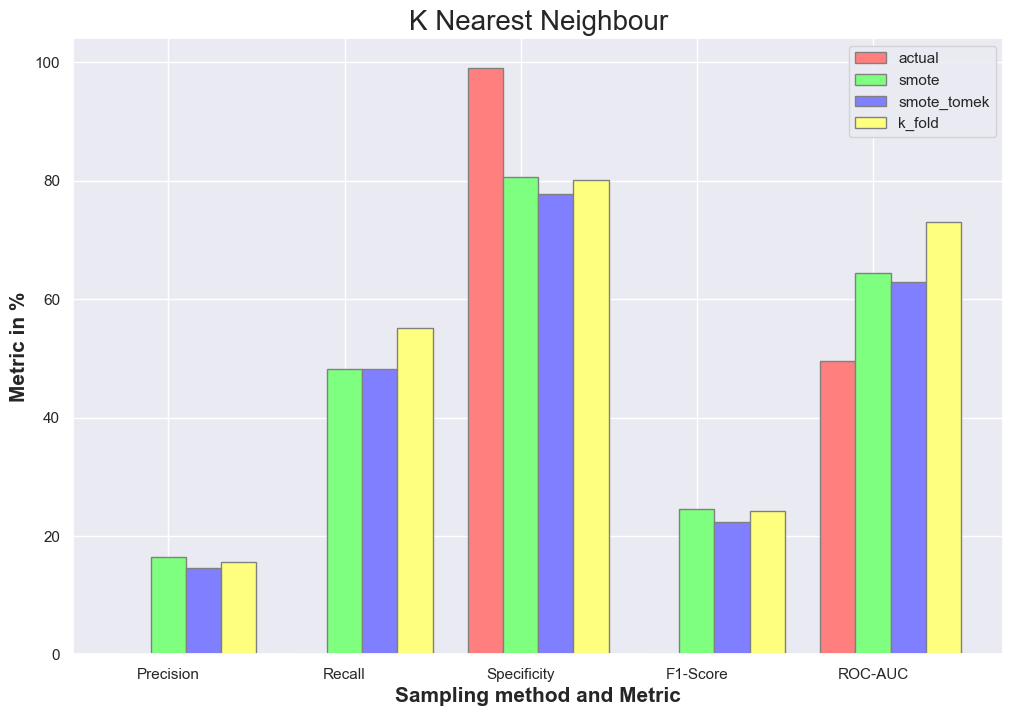 K Nearest Neighbour
actual
smote
smote_tomek
k_fold
100
80
60
40
20
0
Metric in %
Precision
Recall
Specificity
F1-Score
ROC-AUC
Sampling method and Metric